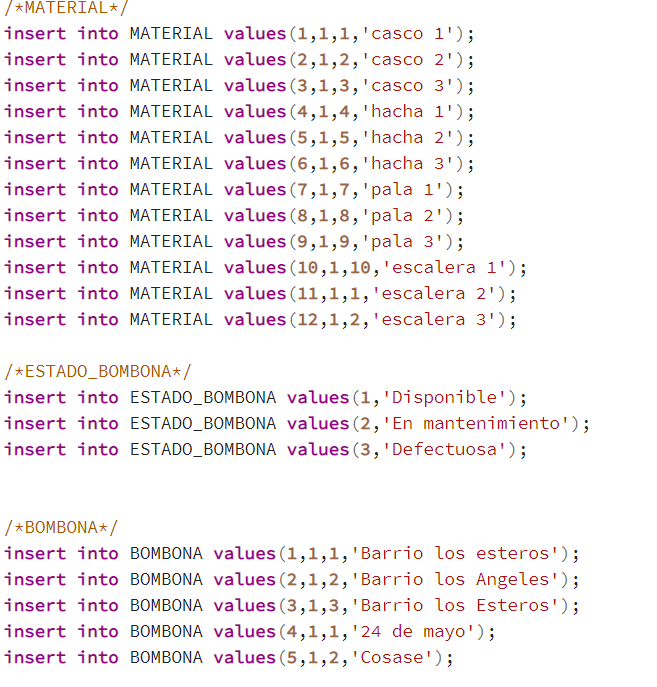 /*MATERIAL*/
insert into MATERIAL values(1,1,1,'casco 1');
insert into MATERIAL values(2,1,2,'casco 2');
insert into MATERIAL values(3,1,3,'casco 3');
insert into MATERIAL values(4,1,4,'hacha 1');
insert into MATERIAL values(5,1,5,'hacha 2');
insert into MATERIAL values(6,1,6,'hacha 3');
insert into MATERIAL values(7,1,7,'pala 1');
insert into MATERIAL values(8,1,8,'pala 2');
insert into MATERIAL values(9,1,9,'pala 3');
insert into MATERIAL values(10,1,10,'escalera 1');
insert into MATERIAL values(11,1,1,'escalera 2');
insert into MATERIAL values(12,1,2,'escalera 3');
/*ESTADO_BOMBONA*/
insert into ESTADO_BOMBONA values(1,'Disponible');
insert into ESTADO_BOMBONA values(2,'En mantenimiento');
insert into ESTADO_BOMBONA values(3,'Defectuosa');
/*BOMBONA*/
insert into BOMBONA values(1,1,1,'Barrio los esteros');
insert into BOMBONA values(2,1,2,'Barrio los Angeles');
insert into BOMBONA values(3,1,3,'Barrio los Esteros');
insert into BOMBONA values(4,1,1,'24 de mayo');
insert into BOMBONA values(5,1,2,'Cosase');